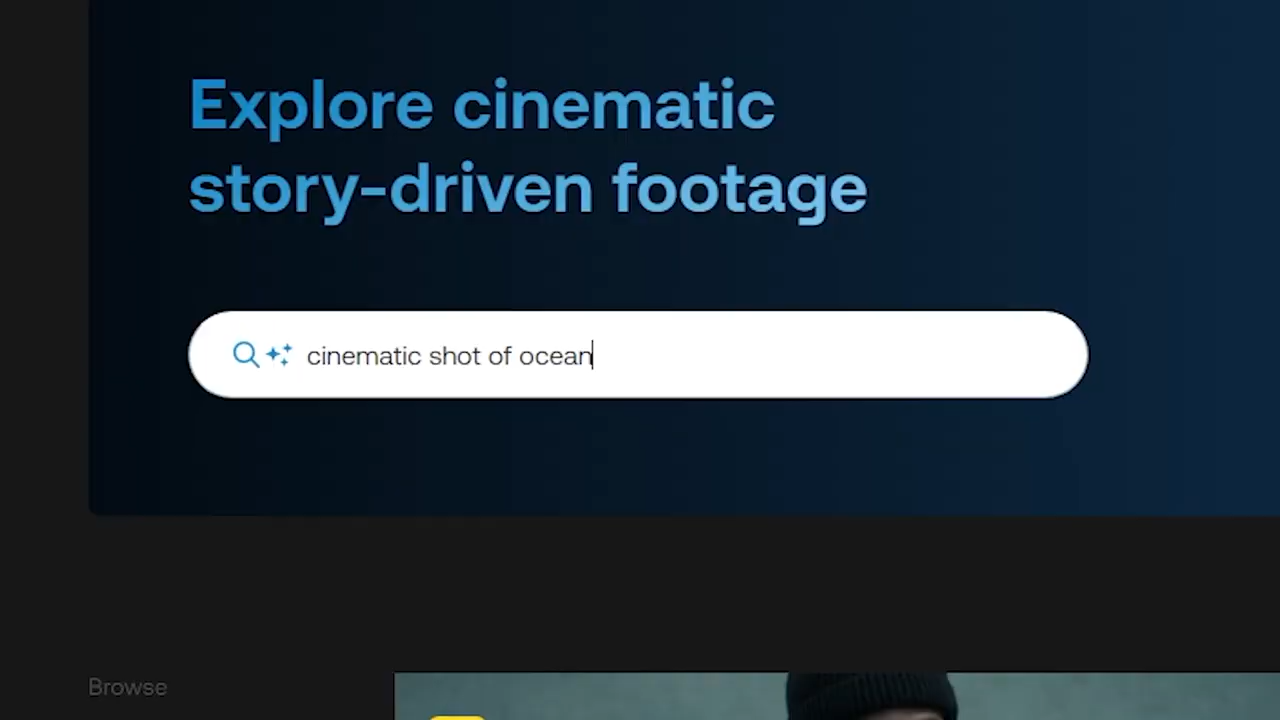 Explore cinematic
story-driven footage
cinematic shot of ocean
Browse